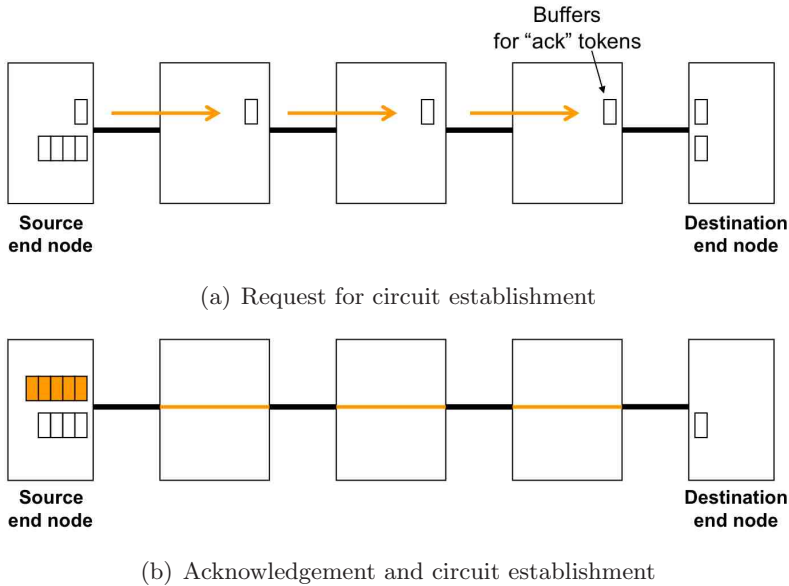 Buffers
for “ack” tokens
Source
end node
Destination
end node
(a) Request for circuit establishment
Source
end node
Destination
end node
(b) Acknowledgement and circuit establishment